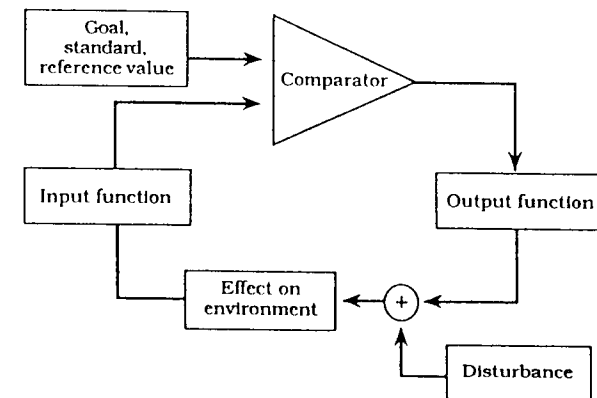 Goal,
standard,
reference value
Comparator
Input function
Output function
Effect on
environment
+
Disturbance